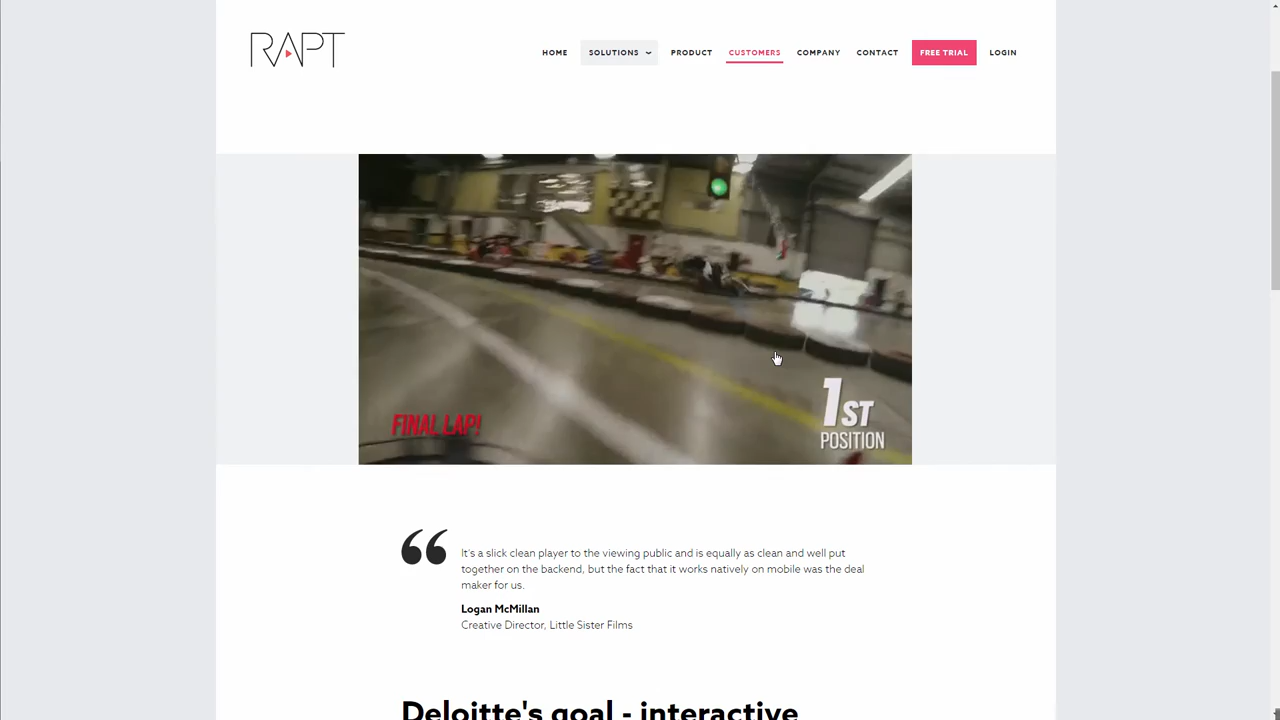 RAPT
HOME SOLUTIONS PRODUCT CUSTOMERS COMPANY CONTACT FREE TRIAL LOGIN
FINAL LAP!
1ST
POSITION
It's a slick clean player to the viewing public and is equally as clean and well put
together on the backend, but the fact that it works natively on mobile was the deal
maker for us.
Logan McMillan
Creative Director, Little Sister Films
Deloitte's goal - interactive